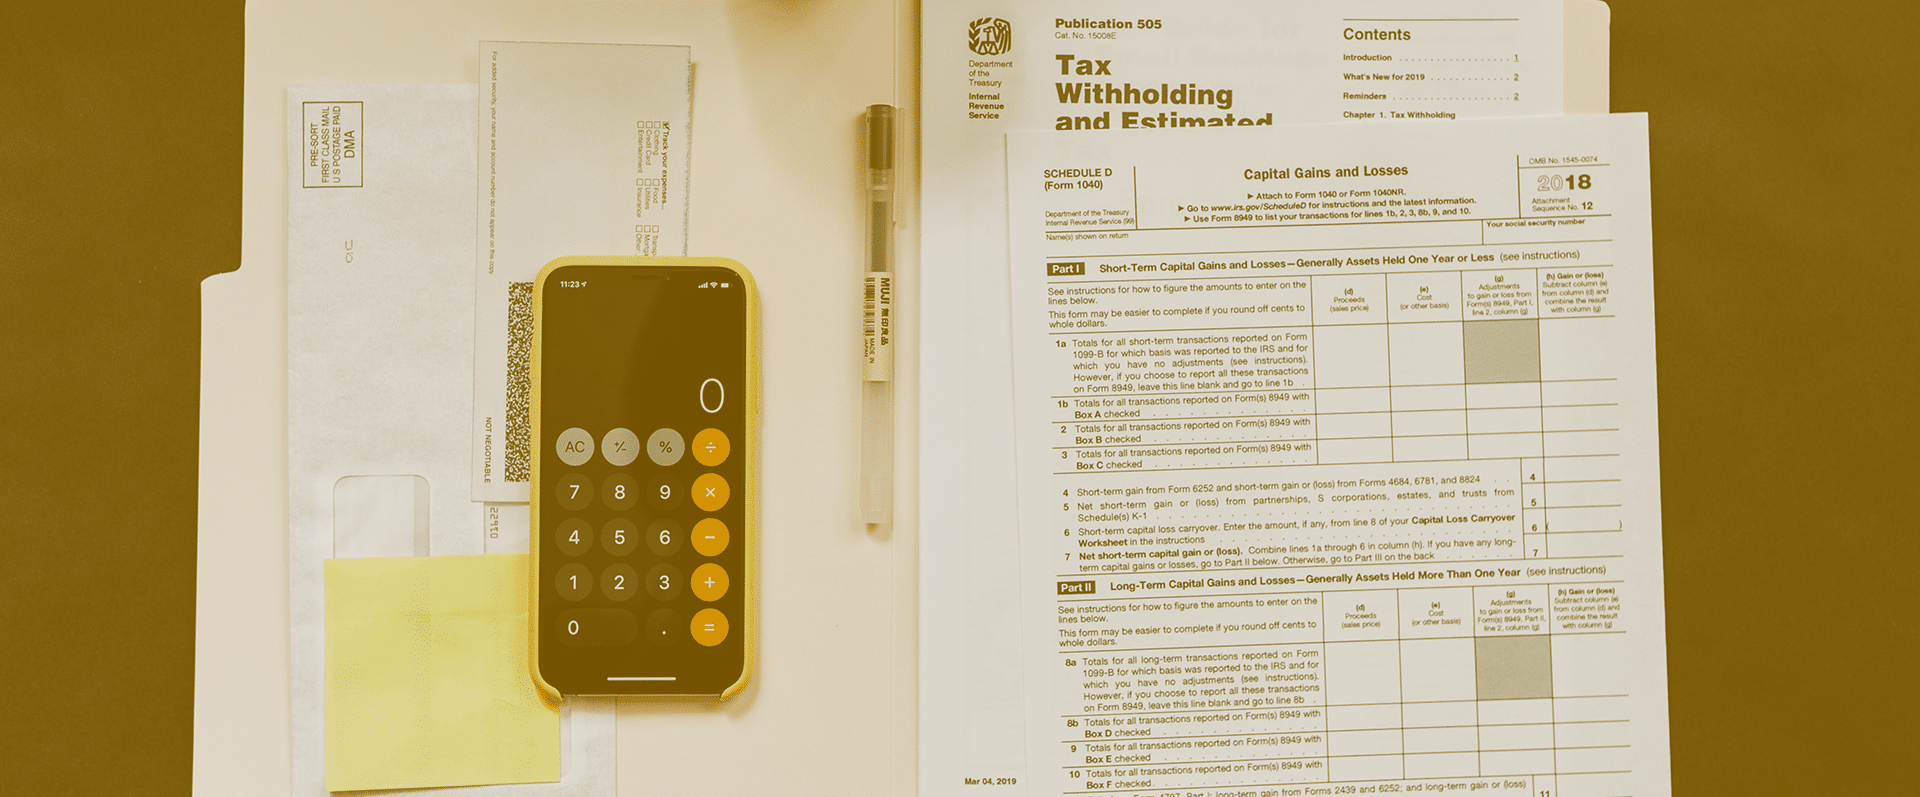 PRE-SORT
FIRST CLASS MAIL
U S POSTAGE PAID
DMA
For added security, your name and account number do not appear on this copy.
Track your expenses...
Clothing
Food
Credit Card
Utilities
Entertainment
Insurance
Other
NOT NEGOTIABLE
11:23
0
AC +/- % ÷
7 8 9 ×
4 5 6 −
1 2 3 +
0 . =
MUJI 無印良品
MADE IN
JAPAN
Department
of the
Treasury
Internal
Revenue
Service
Publication 505
Cat. No. 15008E
Tax
Withholding
and Estimated
Contents
Introduction . . . . . . . . . . . . . . . . . . 1
What's New for 2019 . . . . . . . . . . . . 2
Reminders . . . . . . . . . . . . . . . . . . . 2
Chapter 1. Tax Withholding
Mar 04, 2019
SCHEDULE D
(Form 1040)
Department of the Treasury
Internal Revenue Service (99)
Capital Gains and Losses
► Attach to Form 1040 or Form 1040NR.
► Go to www.irs.gov/ScheduleD for instructions and the latest information.
► Use Form 8949 to list your transactions for lines 1b, 2, 3, 8b, 9, and 10.
OMB No. 1545-0074
2018
Attachment
Sequence No. 12
Name(s) shown on return
Your social security number
Part I Short-Term Capital Gains and Losses—Generally Assets Held One Year or Less (see instructions)
See instructions for how to figure the amounts to enter on the
lines below.
This form may be easier to complete if you round off cents to
whole dollars.
(d)
Proceeds
(sales price)
(e)
Cost
(or other basis)
(g)
Adjustments
to gain or loss from
Form(s) 8949, Part I,
line 2, column (g)
(h) Gain or (loss)
Subtract column (e)
from column (d) and
combine the result
with column (g)
1a Totals for all short-term transactions reported on Form
1099-B for which basis was reported to the IRS and for
which you have no adjustments (see instructions).
However, if you choose to report all these transactions
on Form 8949, leave this line blank and go to line 1b .
1b Totals for all transactions reported on Form(s) 8949 with
Box A checked . . . . . . . . . . . . .
2 Totals for all transactions reported on Form(s) 8949 with
Box B checked . . . . . . . . . . . . .
3 Totals for all transactions reported on Form(s) 8949 with
Box C checked . . . . . . . . . . . . .
4 Short-term gain from Form 6252 and short-term gain or (loss) from Forms 4684, 6781, and 8824 . . 4
5 Net short-term gain or (loss) from partnerships, S corporations, estates, and trusts from
Schedule(s) K-1 . . . . . . . . . . . . . . . . . . . . . . . . . 5
6 Short-term capital loss carryover. Enter the amount, if any, from line 8 of your Capital Loss Carryover
Worksheet in the instructions . . . . . . . . . . . . . . . . . . . . 6 ( )
7 Net short-term capital gain or (loss). Combine lines 1a through 6 in column (h). If you have any long-
term capital gains or losses, go to Part II below. Otherwise, go to Part III on the back . . . . . 7
Part II Long-Term Capital Gains and Losses—Generally Assets Held More Than One Year (see instructions)
See instructions for how to figure the amounts to enter on the
lines below.
This form may be easier to complete if you round off cents to
whole dollars.
(d)
Proceeds
(sales price)
(e)
Cost
(or other basis)
(g)
Adjustments
to gain or loss from
Form(s) 8949, Part II,
line 2, column (g)
(h) Gain or (loss)
Subtract column (e)
from column (d) and
combine the result
with column (g)
8a Totals for all long-term transactions reported on Form
1099-B for which basis was reported to the IRS and for
which you have no adjustments (see instructions).
However, if you choose to report all these transactions
on Form 8949, leave this line blank and go to line 8b .
8b Totals for all transactions reported on Form(s) 8949 with
Box D checked . . . . . . . . . . . . .
9 Totals for all transactions reported on Form(s) 8949 with
Box E checked . . . . . . . . . . . . .
10 Totals for all transactions reported on Form(s) 8949 with
Box F checked . . . . . . . . . . . . .
Form 4797, Part I; long-term gain from Forms 2439 and 6252; and long-term gain or (loss)
11